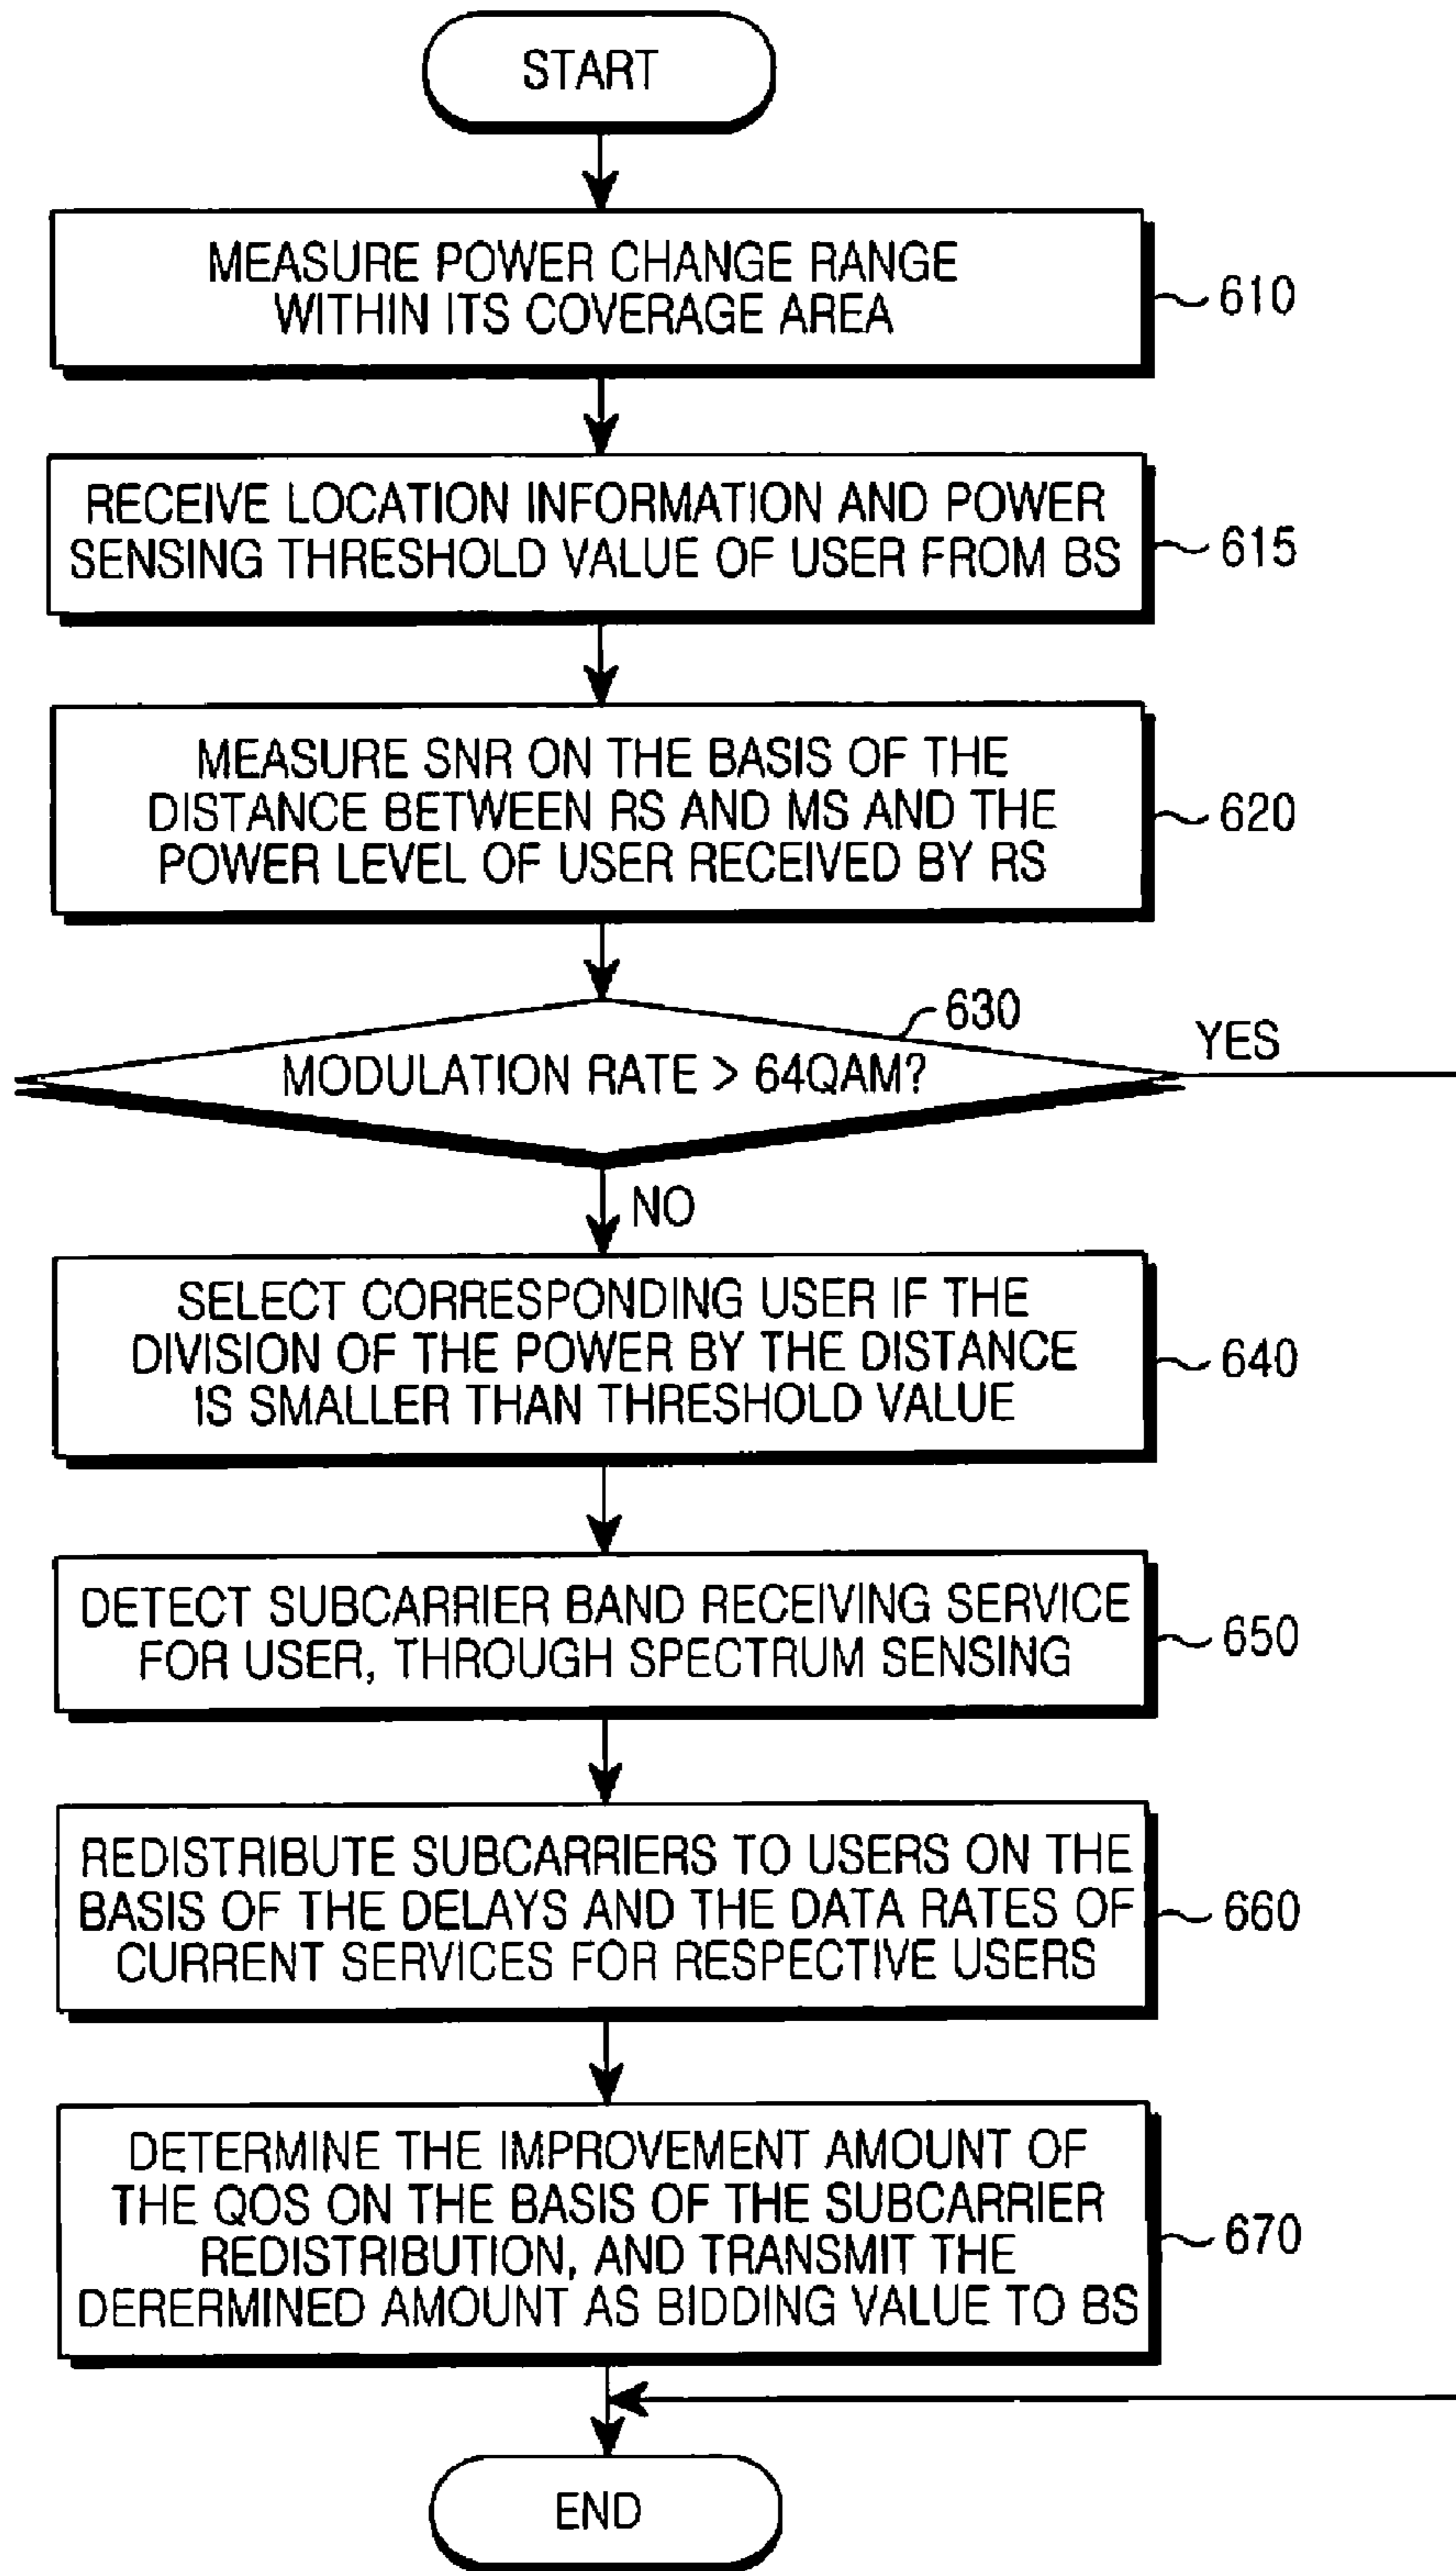 START
MEASURE POWER CHANGE RANGE
WITHIN ITS COVERAGE AREA
610
RECEIVE LOCATION INFORMATION AND POWER
SENSING THRESHOLD VALUE OF USER FROM BS
615
MEASURE SNR ON THE BASIS OF THE
DISTANCE BETWEEN RS AND MS AND THE
POWER LEVEL OF USER RECEIVED BY RS
620
630
MODULATION RATE > 64QAM?
YES
NO
SELECT CORRESPONDING USER IF THE
DIVISION OF THE POWER BY THE DISTANCE
IS SMALLER THAN THRESHOLD VALUE
640
DETECT SUBCARRIER BAND RECEIVING SERVICE
FOR USER, THROUGH SPECTRUM SENSING
650
REDISTRIBUTE SUBCARRIERS TO USERS ON THE
BASIS OF THE DELAYS AND THE DATA RATES OF
CURRENT SERVICES FOR RESPECTIVE USERS
660
DETERMINE THE IMPROVEMENT AMOUNT OF
THE QOS ON THE BASIS OF THE SUBCARRIER
REDISTRIBUTION, AND TRANSMIT THE
DERERMINED AMOUNT AS BIDDING VALUE TO BS
670
END